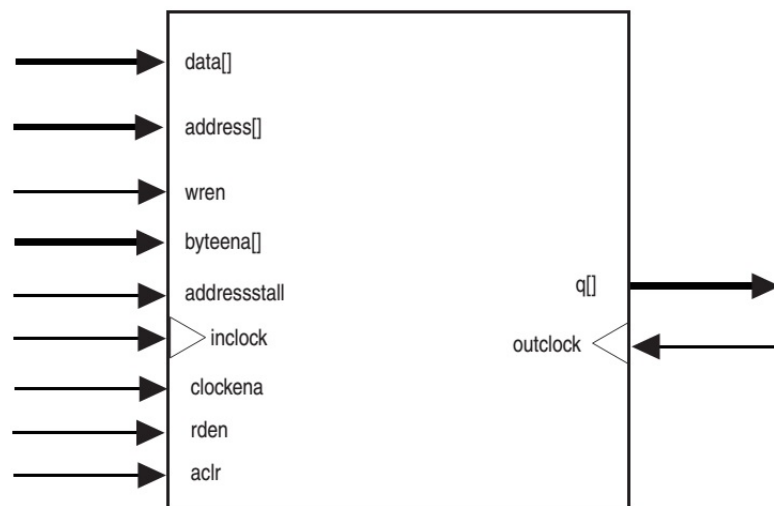 data[]
address[]
wren
byteena[]
addressstall
inclock
clockena
rden
aclr
q[]
outclock